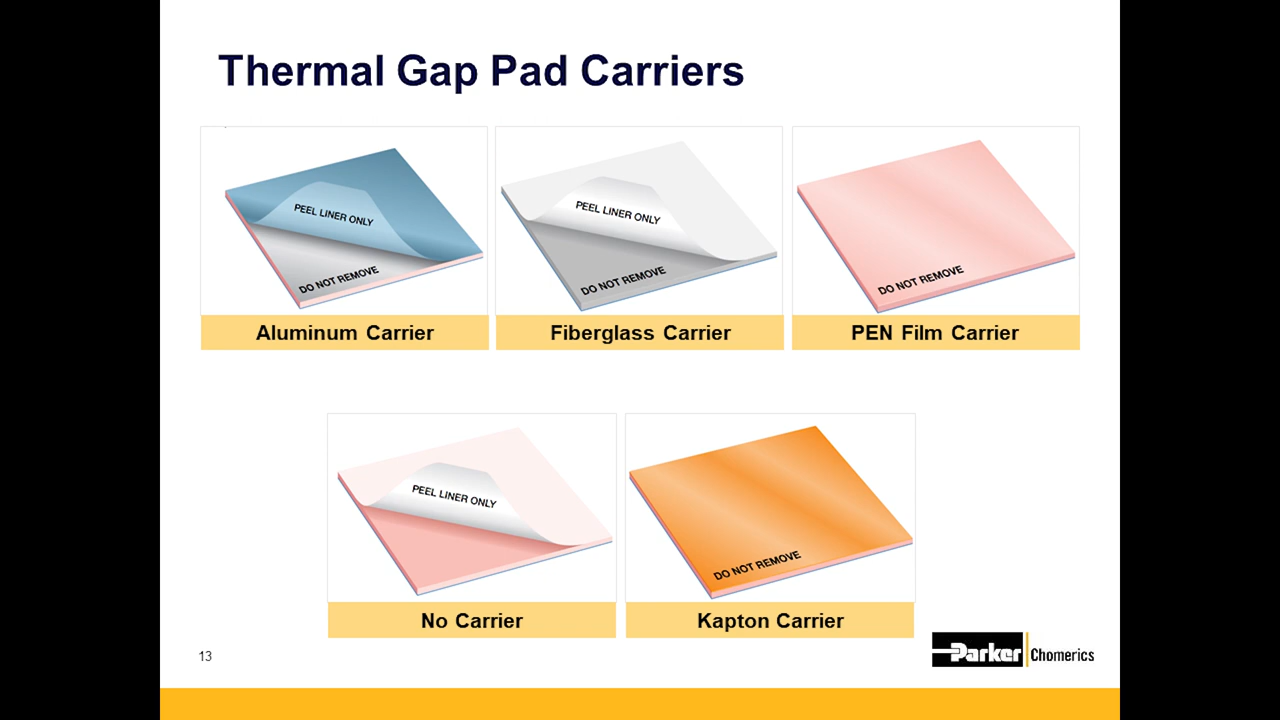 Thermal Gap Pad Carriers
PEEL LINER ONLY
DO NOT REMOVE
Aluminum Carrier
PEEL LINER ONLY
DO NOT REMOVE
Fiberglass Carrier
DO NOT REMOVE
PEN Film Carrier
PEEL LINER ONLY
No Carrier
DO NOT REMOVE
Kapton Carrier
13
Parker Chomerics